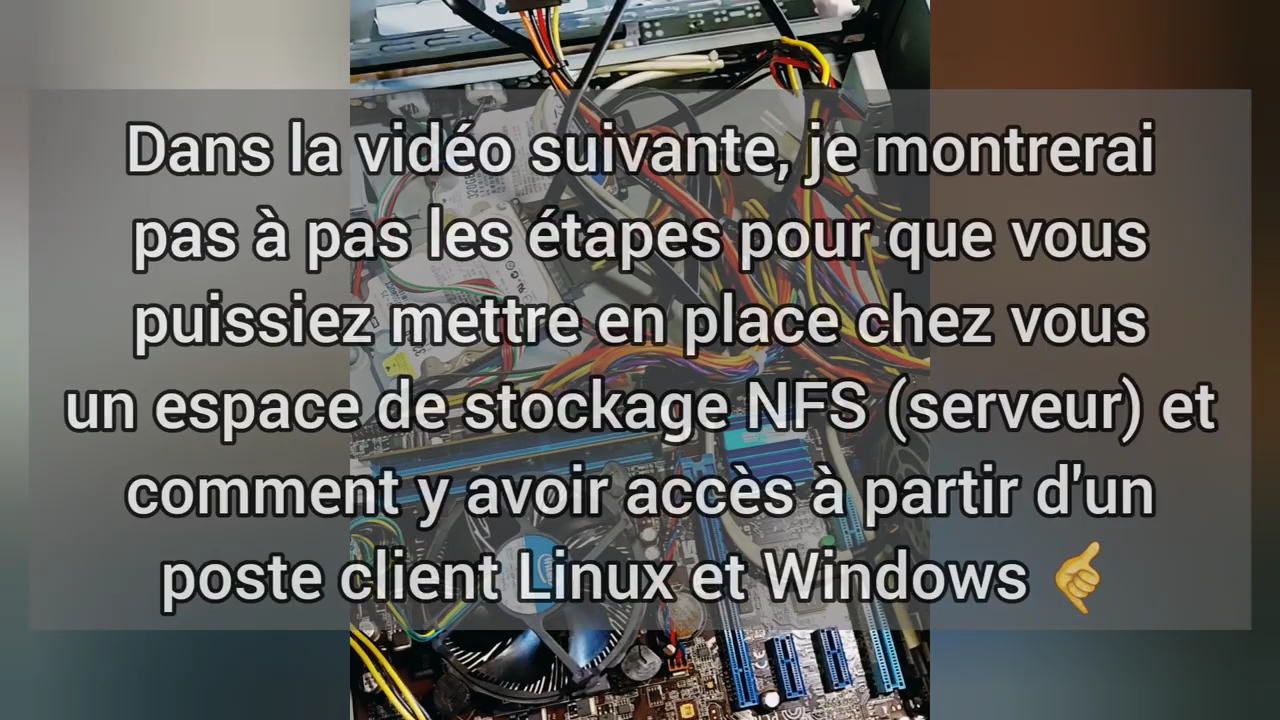 Dans la vidéo suivante, je montrerai
pas à pas les étapes pour que vous
puissiez mettre en place chez vous
un espace de stockage NFS (serveur) et
comment y avoir accès à partir d'un
poste client Linux et Windows 🤙